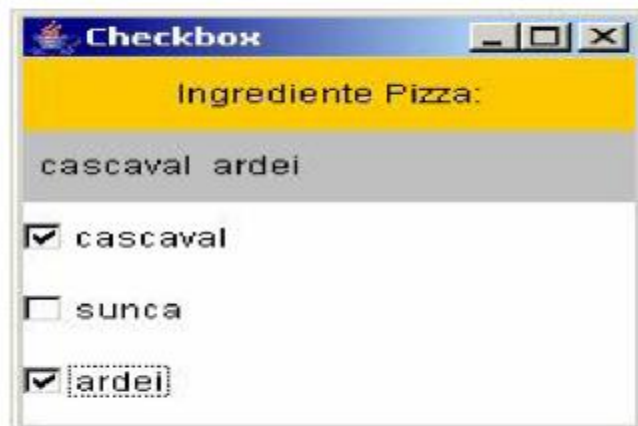 Checkbox
Ingrediente Pizza:
cascaval ardei
cascaval
sunca
ardei